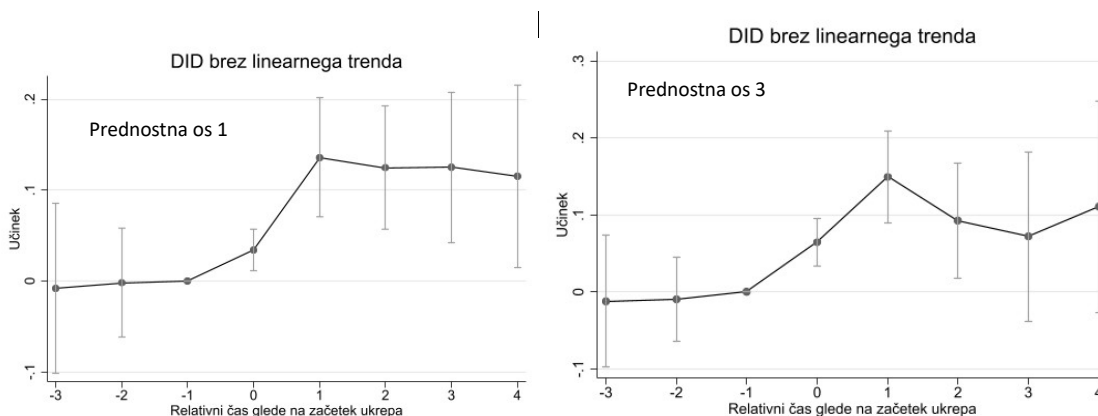 DID brez linearnega trenda
Prednostna os 1
Učinek
.2
.1
0
-.1
-3 -2 -1 0 1 2 3 4
Relativni čas glede na začetek ukrepa
DID brez linearnega trenda
Prednostna os 3
Učinek
.3
.2
.1
0
-.1
-3 -2 -1 0 1 2 3 4
Relativni čas glede na začetek ukrepa